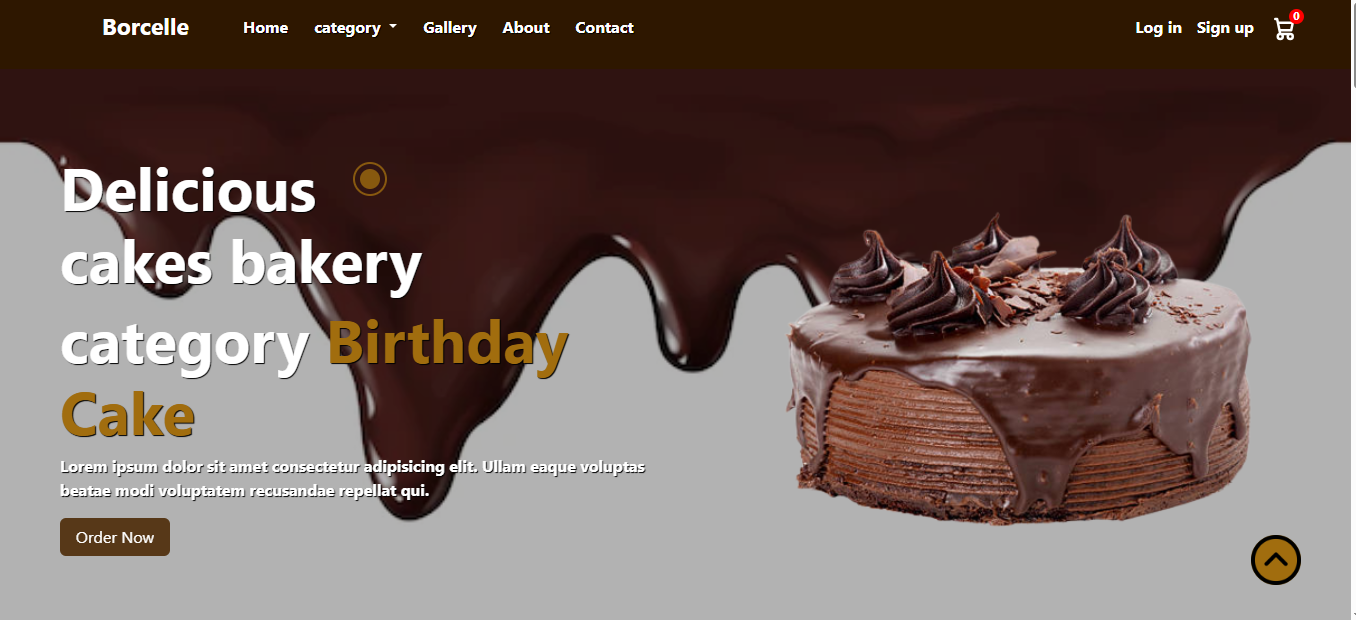 Borcelle
Home
category
Gallery
About
Contact
Log in
Sign up
0
Delicious
cakes bakery
category Birthday
Cake
Lorem ipsum dolor sit amet consectetur adipisicing elit. Ullam eaque voluptas
beatae modi voluptatem recusandae repellat qui.
Order Now